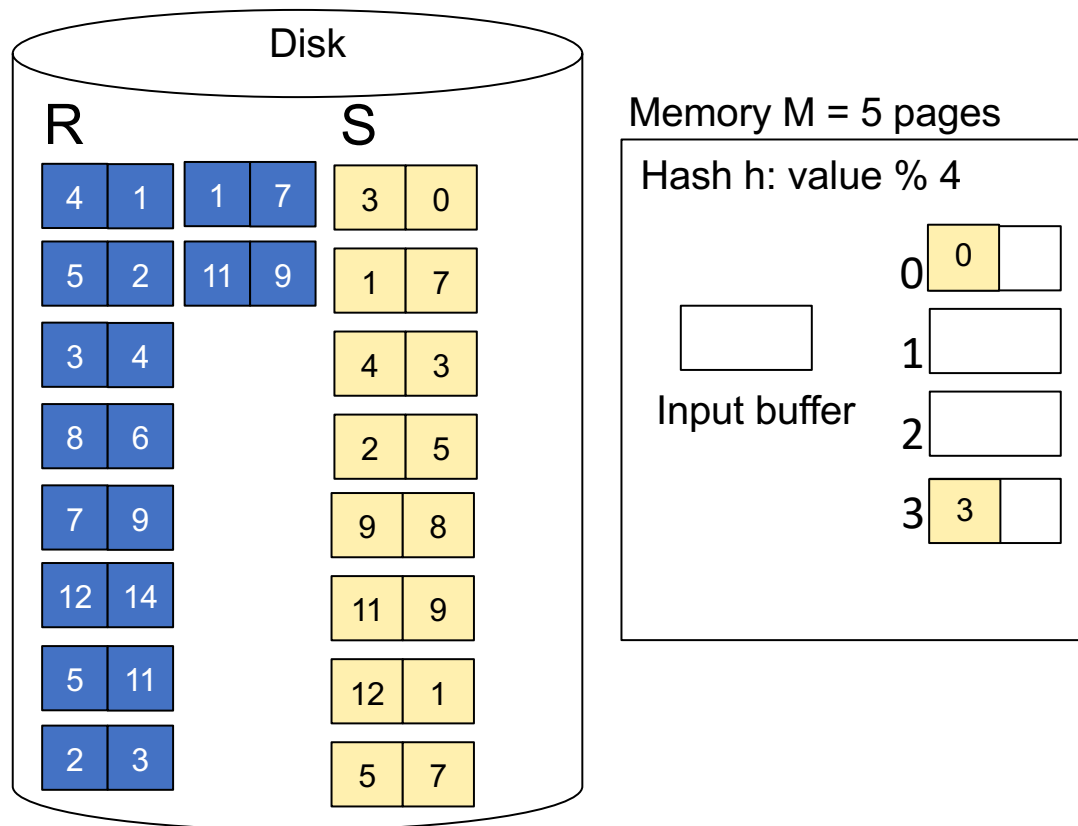 Disk
R S
4 1 1 7 3 0
5 2 11 9 1 7
3 4 4 3
8 6 2 5
7 9 9 8
12 14 11 9
5 11 12 1
2 3 5 7
Memory M = 5 pages
Hash h: value % 4
0 0
1
Input buffer
2
3 3